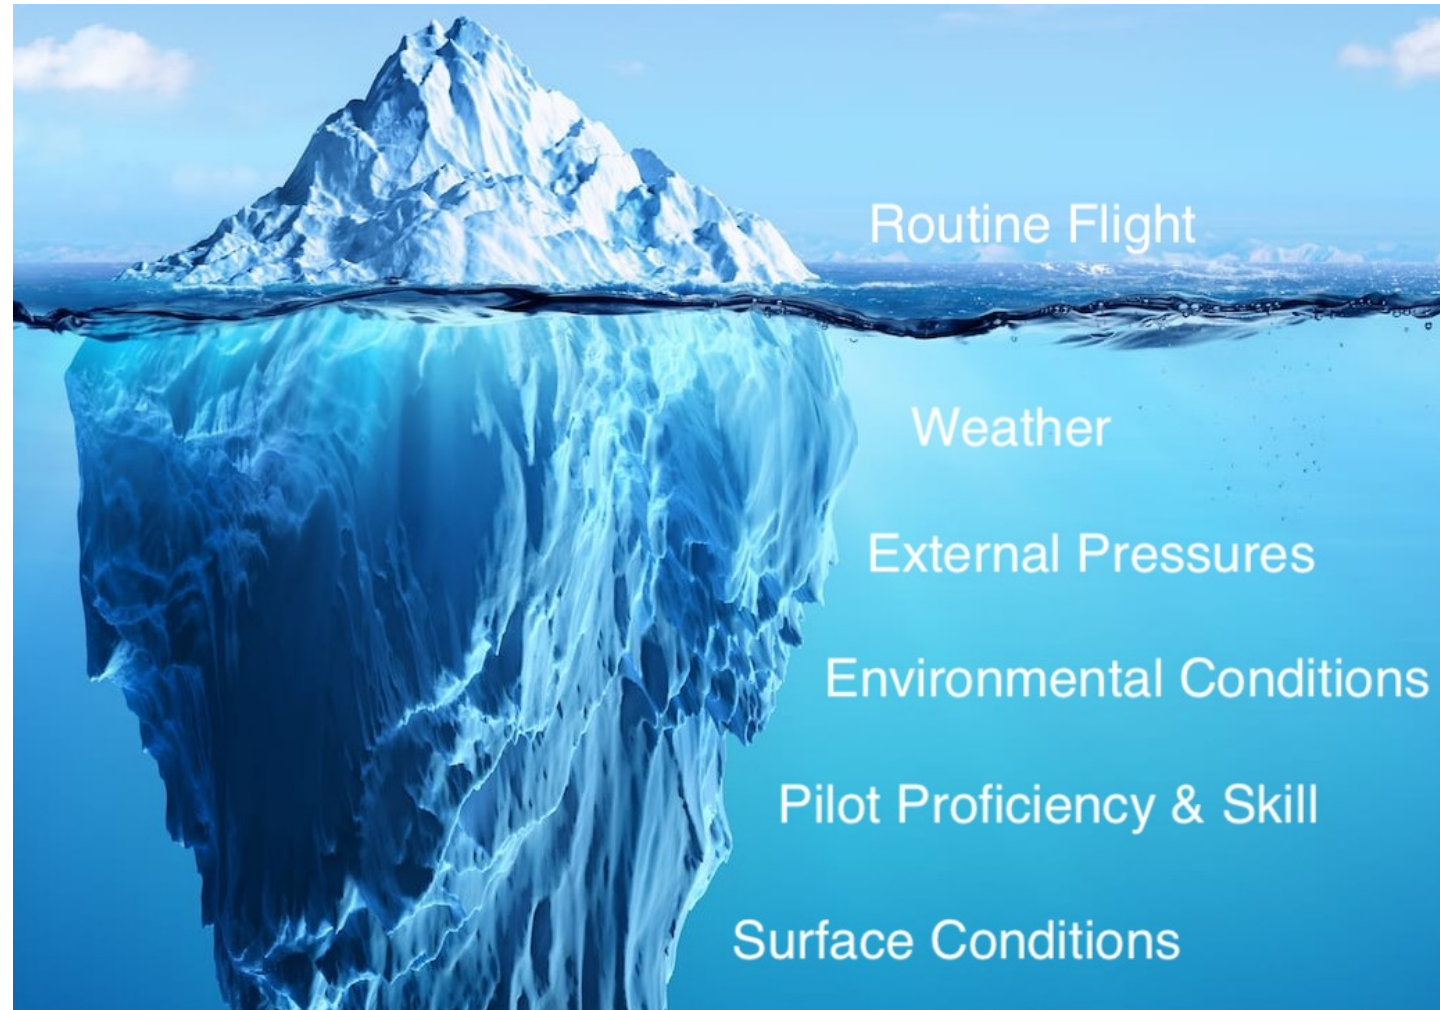 Routine Flight
Weather
External Pressures
Environmental Conditions
Pilot Proficiency & Skill
Surface Conditions